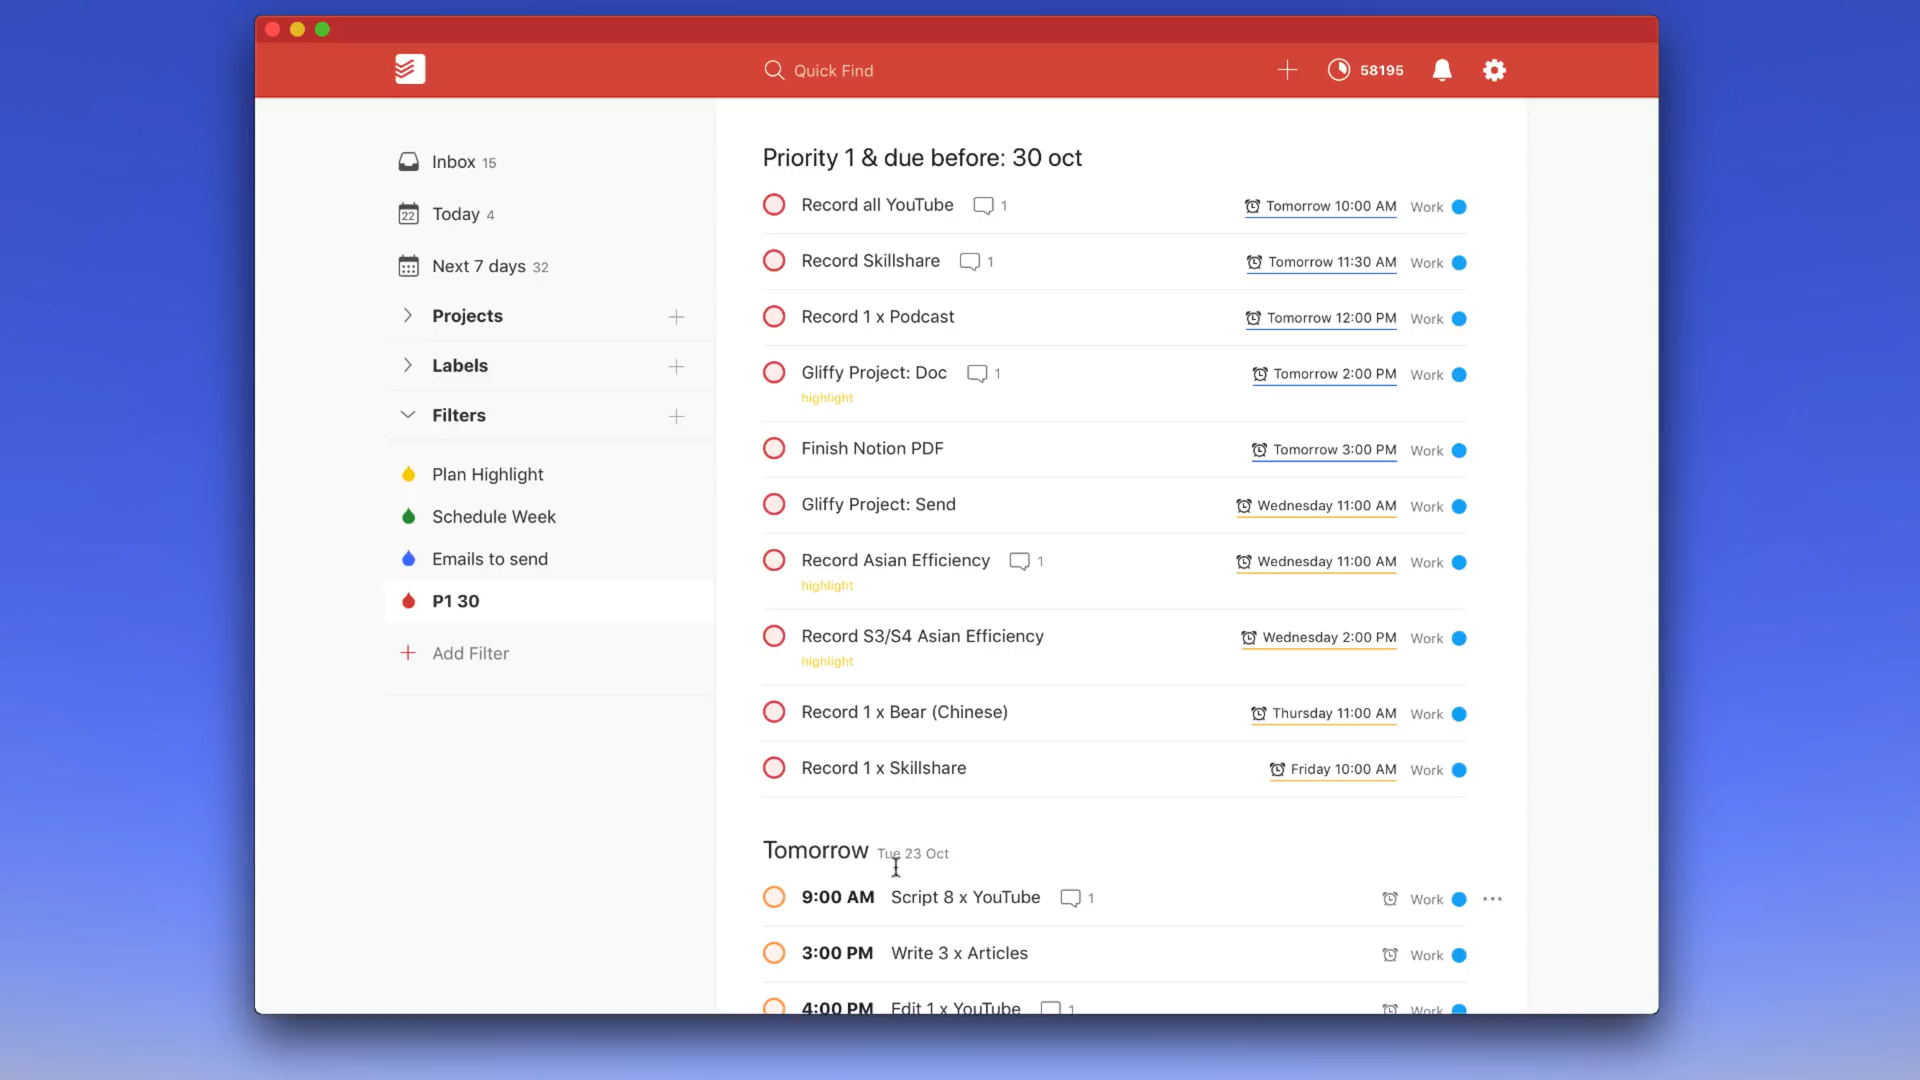 Quick Find
58195
Inbox 15
22
Today 4
Next 7 days 32
Projects
Labels
Filters
Plan Highlight
Schedule Week
Emails to send
P1 30
Add Filter
Priority 1 & due before: 30 oct
Record all YouTube 1 Tomorrow 10:00 AM Work
Record Skillshare 1 Tomorrow 11:30 AM Work
Record 1 x Podcast Tomorrow 12:00 PM Work
Gliffy Project: Doc 1 Tomorrow 2:00 PM Work
highlight
Finish Notion PDF Tomorrow 3:00 PM Work
Gliffy Project: Send Wednesday 11:00 AM Work
Record Asian Efficiency 1 Wednesday 11:00 AM Work
highlight
Record S3/S4 Asian Efficiency Wednesday 2:00 PM Work
highlight
Record 1 x Bear (Chinese) Thursday 11:00 AM Work
Record 1 x Skillshare Friday 10:00 AM Work
Tomorrow Tue 23 Oct
9:00 AM Script 8 x YouTube 1 Work
3:00 PM Write 3 x Articles Work
4:00 PM Edit 1 x YouTube 1 Work